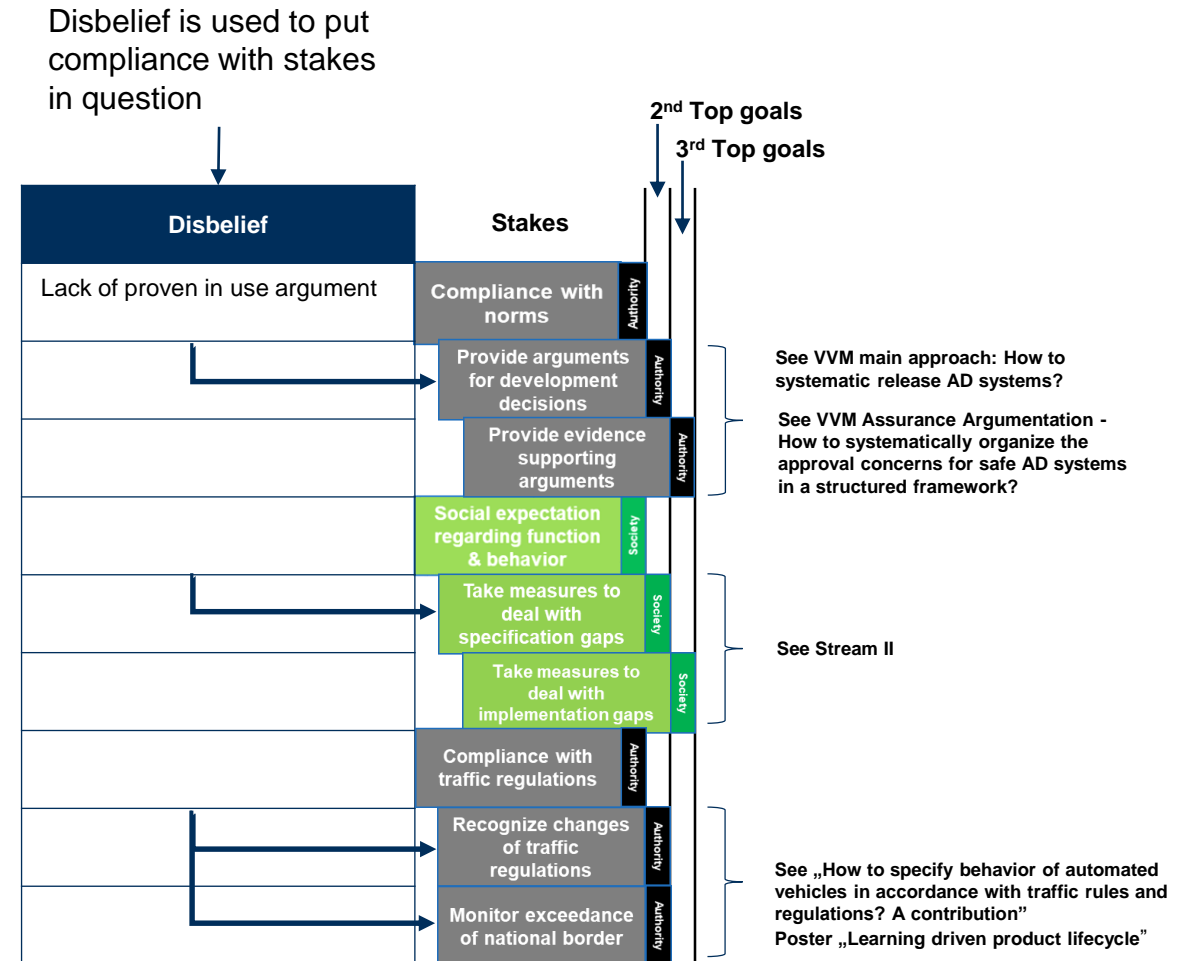 Disbelief is used to put
compliance with stakes
in question
2nd Top goals
3rd Top goals
Disbelief
Stakes
Lack of proven in use argument
Compliance with
norms
Authority
Provide arguments
for development
decisions
Authority
See VVM main approach: How to
systematic release AD systems?
Provide evidence
supporting
arguments
Authority
See VVM Assurance Argumentation -
How to systematically organize the
approval concerns for safe AD systems
in a structured framework?
Social expectation
regarding function
& behavior
Society
Take measures to
deal with
specification gaps
Society
See Stream II
Take measures to
deal with
implementation gaps
Society
Compliance with
traffic regulations
Authority
Recognize changes
of traffic
regulations
Authority
Monitor exceedance
of national border
Authority
See „How to specify behavior of automated
vehicles in accordance with traffic rules and
regulations? A contribution”
Poster „Learning driven product lifecycle”